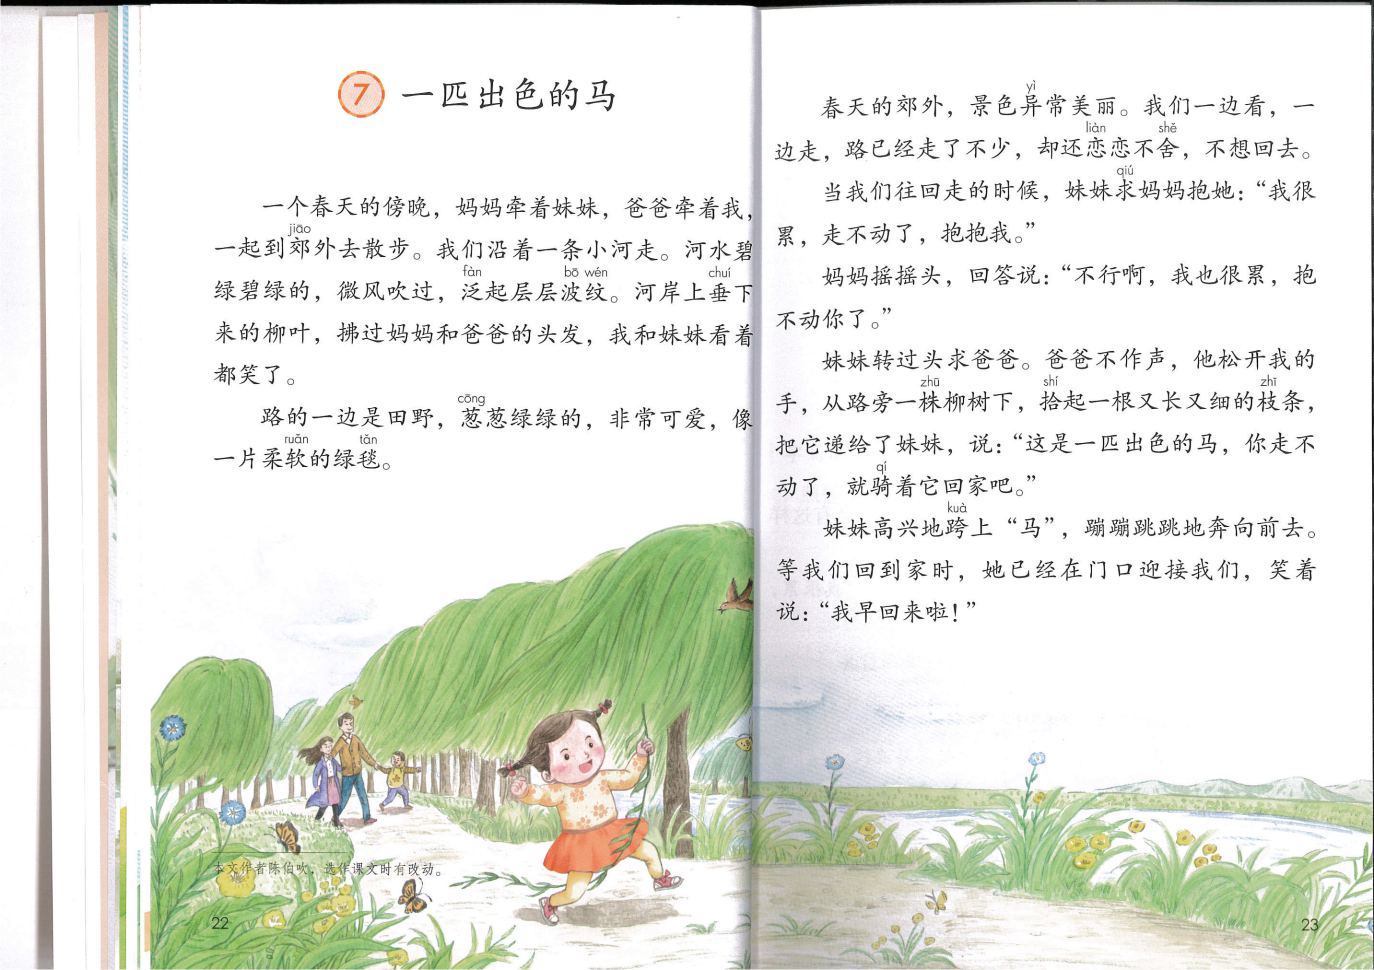 7 一匹出色的马
一个春天的傍晚，妈妈牵着妹妹，爸爸牵着我，
jiāo
一起到郊外去散步。我们沿着一条小河走。河水碧
fàn bō wén chuí
绿碧绿的，微风吹过，泛起层层波纹。河岸上垂下
来的柳叶，拂过妈妈和爸爸的头发，我和妹妹看着
都笑了。
cōng
路的一边是田野，葱葱绿绿的，非常可爱，像
ruǎn tǎn
一片柔软的绿毯。
本文作者陈伯吹，选作课文时有改动。
22
yì
春天的郊外，景色异常美丽。我们一边看，一
liàn shě
边走，路已经走了不少，却还恋恋不舍，不想回去。
qiú
当我们往回走的时候，妹妹求妈妈抱她：“我很
累，走不动了，抱抱我。”
妈妈摇摇头，回答说：“不行啊，我也很累，抱
不动你了。”
妹妹转过头求爸爸。爸爸不作声，他松开我的
zhū shí zhī
手，从路旁一株柳树下，拾起一根又长又细的枝条，
把它递给了妹妹，说：“这是一匹出色的马，你走不
qí
动了，就骑着它回家吧。”
kuà
妹妹高兴地跨上“马”，蹦蹦跳跳地奔向前去。
等我们回到家时，她已经在门口迎接我们，笑着
说：“我早回来啦！”
23